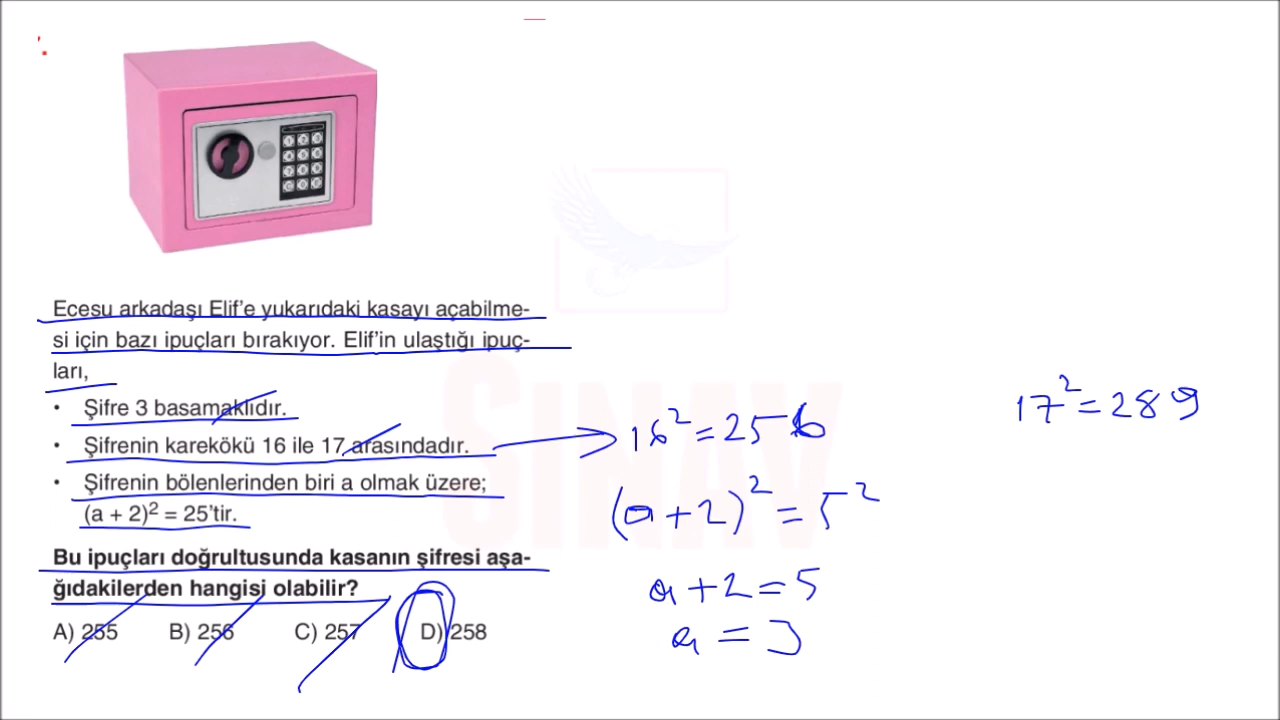 Ecesu arkadaşı Elif'e yukarıdaki kasayı açabilme-
si için bazı ipuçları bırakıyor. Elif'in ulaştığı ipuç-
ları,
• Şifre 3 basamaklıdır.
• Şifrenin karekökü 16 ile 17 arasındadır.
• Şifrenin bölenlerinden biri a olmak üzere;
(a + 2)² = 25'tir.
Bu ipuçları doğrultusunda kasanın şifresi aşa-
ğıdakilerden hangisi olabilir?
A) 255 B) 256 C) 257 D) 258
16² = 256
17² = 289
(a + 2)² = 5²
a + 2 = 5
a = 3
SINAV